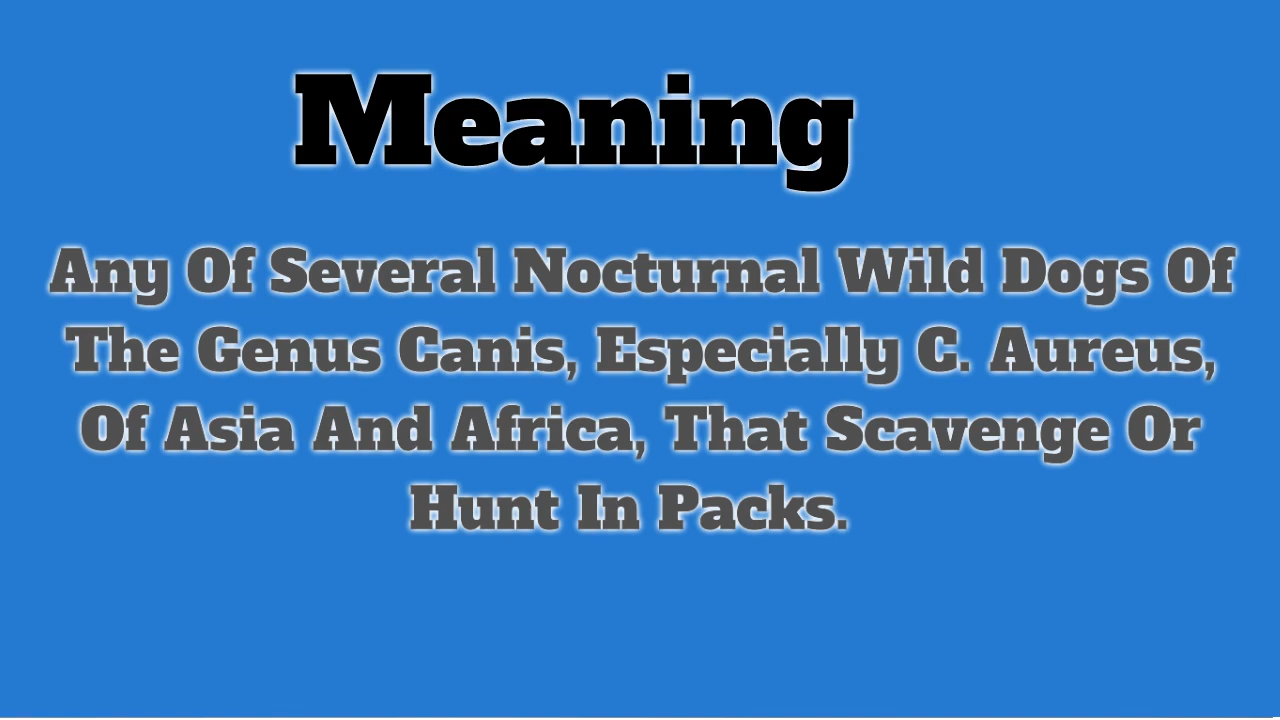 Meaning
Any Of Several Nocturnal Wild Dogs Of
The Genus Canis, Especially C. Aureus,
Of Asia And Africa, That Scavenge Or
Hunt In Packs.